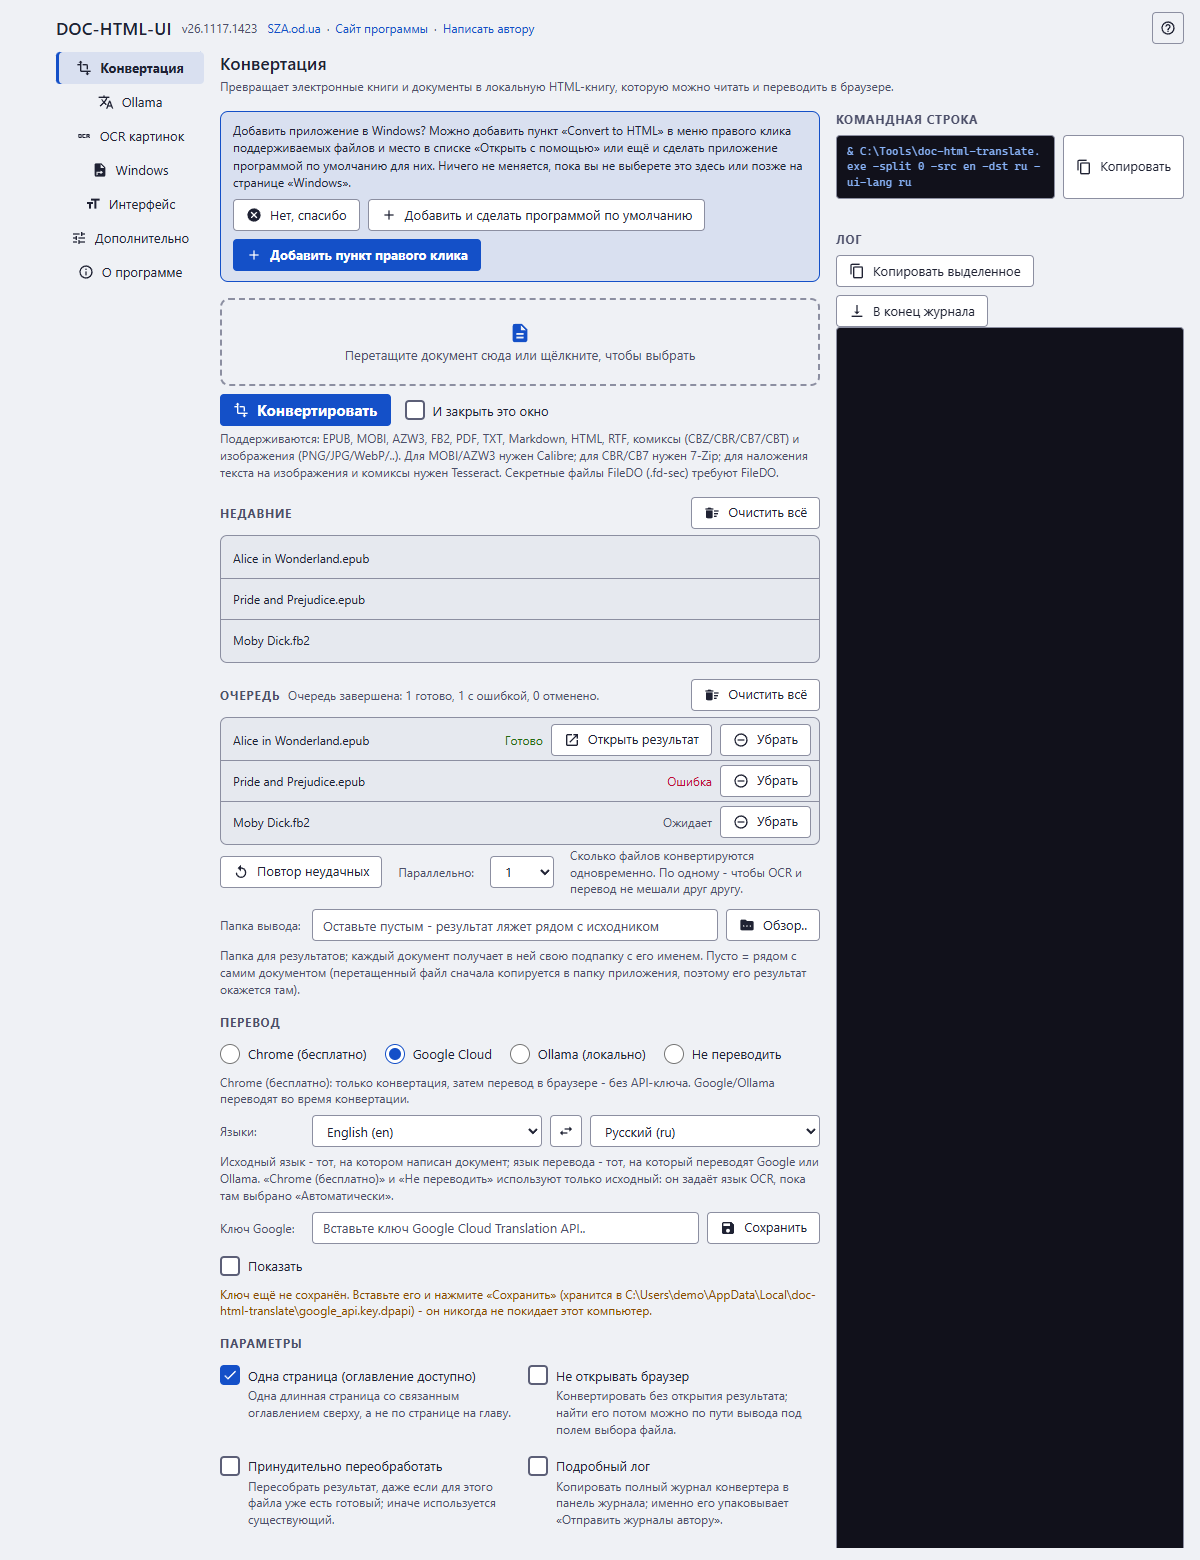 DOC-HTML-UI v26.1117.1423 SZA.od.ua · Сайт программы · Написать автору
Конвертация
Ollama
OCR картинок
Windows
Интерфейс
Дополнительно
О программе
Конвертация
Превращает электронные книги и документы в локальную HTML-книгу, которую можно читать и переводить в браузере.
Добавить приложение в Windows? Можно добавить пункт «Convert to HTML» в меню правого клика
поддерживаемых файлов и место в списке «Открыть с помощью» или ещё и сделать приложение
программой по умолчанию для них. Ничего не меняется, пока вы не выберете это здесь или позже на
странице «Windows».
Нет, спасибо
Добавить и сделать программой по умолчанию
Добавить пункт правого клика
Перетащите документ сюда или щёлкните, чтобы выбрать
Конвертировать
И закрыть это окно
Поддерживаются: EPUB, MOBI, AZW3, FB2, PDF, TXT, Markdown, HTML, RTF, комиксы (CBZ/CBR/CB7/CBT) и
изображения (PNG/JPG/WebP/..). Для MOBI/AZW3 нужен Calibre; для CBR/CB7 нужен 7-Zip; для наложения
текста на изображения и комиксы нужен Tesseract. Секретные файлы FileDO (.fd-sec) требуют FileDO.
НЕДАВНИЕ
Очистить всё
Alice in Wonderland.epub
Pride and Prejudice.epub
Moby Dick.fb2
ОЧЕРЕДЬ Очередь завершена: 1 готово, 1 с ошибкой, 0 отменено.
Очистить всё
Alice in Wonderland.epub Готово Открыть результат Убрать
Pride and Prejudice.epub Ошибка Убрать
Moby Dick.fb2 Ожидает Убрать
Повтор неудачных
Параллельно: 1
Сколько файлов конвертируются
одновременно. По одному - чтобы OCR и
перевод не мешали друг другу.
Папка вывода: Оставьте пустым - результат ляжет рядом с исходником Обзор..
Папка для результатов; каждый документ получает в ней свою подпапку с его именем. Пусто = рядом с
самим документом (перетащенный файл сначала копируется в папку приложения, поэтому его результат
окажется там).
ПЕРЕВОД
Chrome (бесплатно) Google Cloud Ollama (локально) Не переводить
Chrome (бесплатно): только конвертация, затем перевод в браузере - без API-ключа. Google/Ollama
переводят во время конвертации.
Языки: English (en) Русский (ru)
Исходный язык - тот, на котором написан документ; язык перевода - тот, на который переводят Google или
Ollama. «Chrome (бесплатно)» и «Не переводить» используют только исходный: он задаёт язык OCR, пока
там выбрано «Автоматически».
Ключ Google: Вставьте ключ Google Cloud Translation API.. Сохранить
Показать
Ключ ещё не сохранён. Вставьте его и нажмите «Сохранить» (хранится в C:\Users\demo\AppData\Local\doc-
html-translate\google_api.key.dpapi) - он никогда не покидает этот компьютер.
ПАРАМЕТРЫ
Одна страница (оглавление доступно)
Одна длинная страница со связанным
оглавлением сверху, а не по странице на главу.
Не открывать браузер
Конвертировать без открытия результата;
найти его потом можно по пути вывода под
полем выбора файла.
Принудительно переобработать
Пересобрать результат, даже если для этого
файла уже есть готовый; иначе используется
существующий.
Подробный лог
Копировать полный журнал конвертера в
панель журнала; именно его упаковывает
«Отправить журналы автору».
КОМАНДНАЯ СТРОКА
& C:\Tools\doc-html-translate.
exe -split 0 -src en -dst ru -
ui-lang ru
Копировать
ЛОГ
Копировать выделенное
В конец журнала